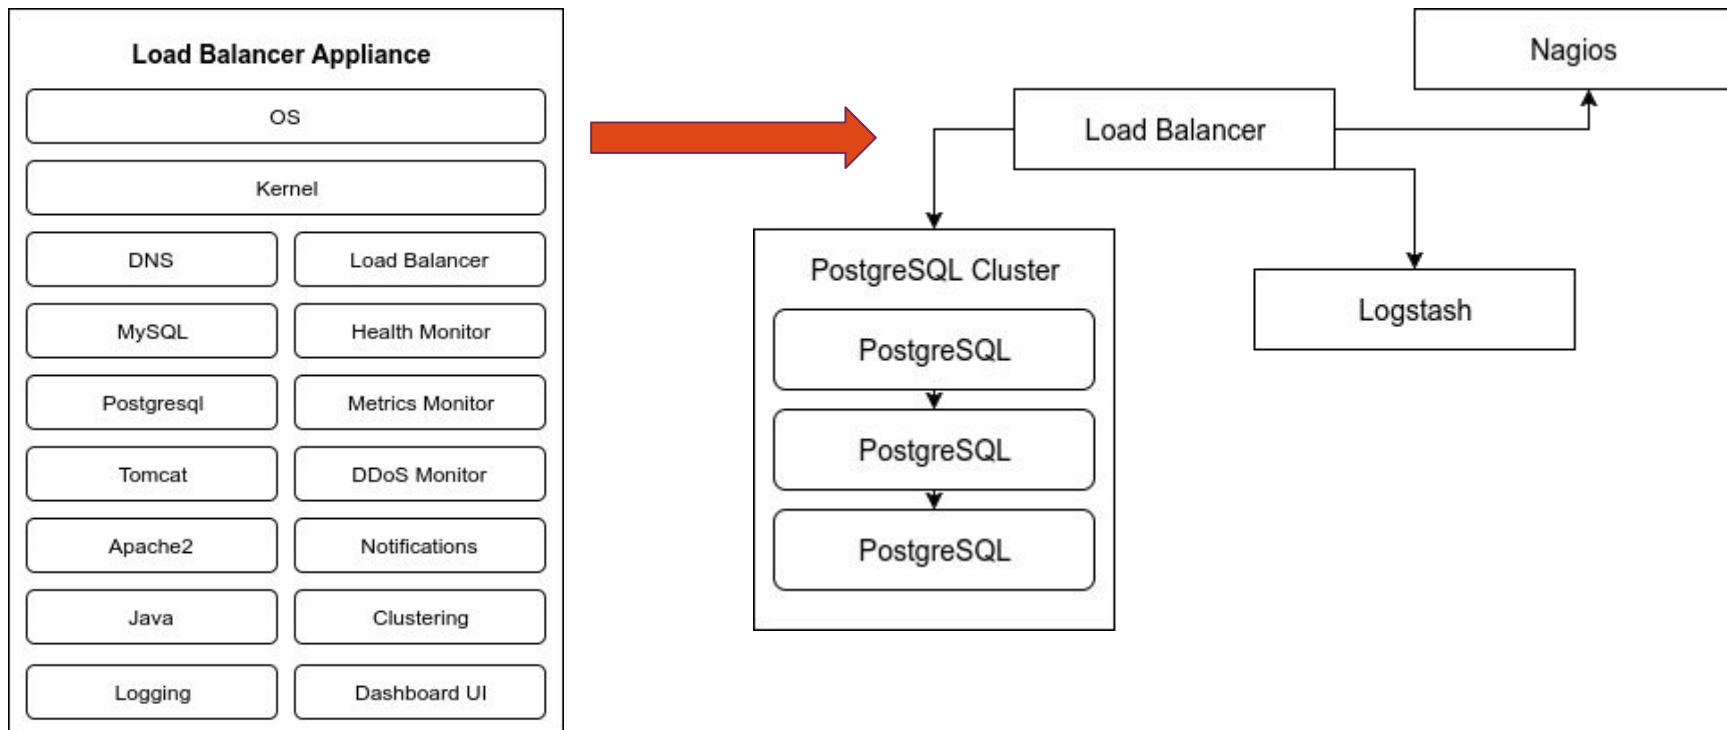 Load Balancer Appliance
OS
Kernel
DNS
Load Balancer
MySQL
Health Monitor
Postgresql
Metrics Monitor
Tomcat
DDoS Monitor
Apache2
Notifications
Java
Clustering
Logging
Dashboard UI
Nagios
Load Balancer
PostgreSQL Cluster
PostgreSQL
PostgreSQL
PostgreSQL
Logstash